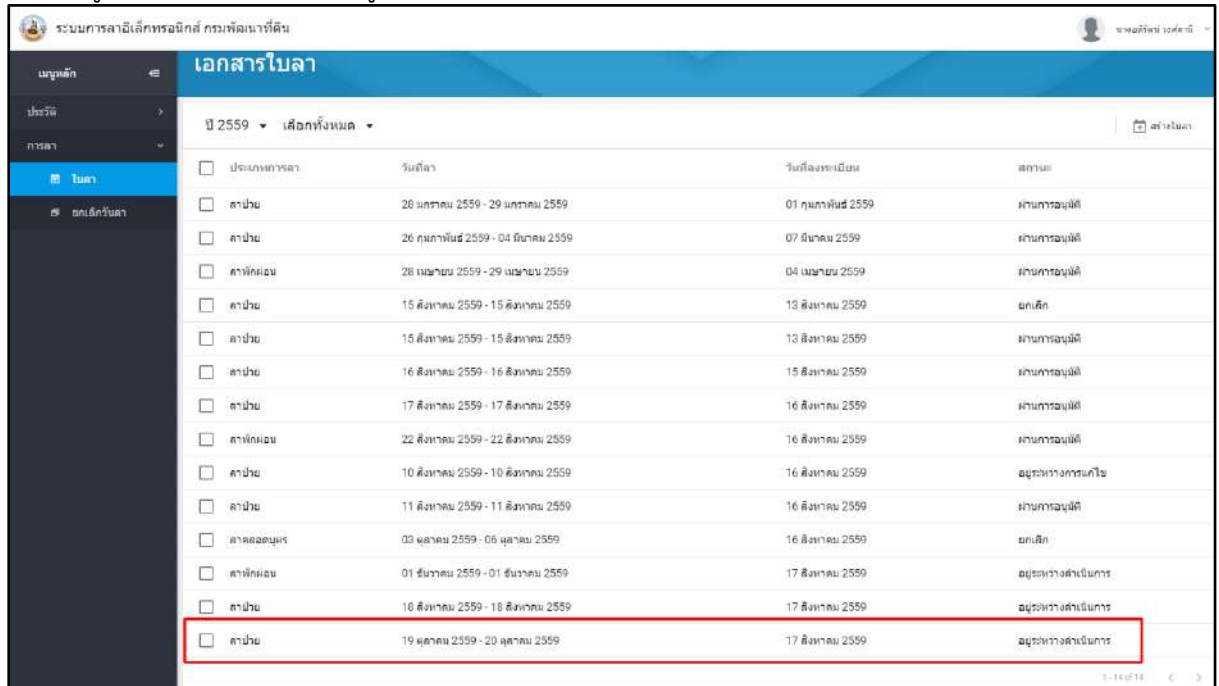 ระบบการลาอิเล็กทรอนิกส์ กรมพัฒนาที่ดิน
เมนูหลัก
เอกสารใบลา
ประวัติ
ปี 2559 เลือกทั้งหมด สร้างใบลา
การลา
ใบลา
ยกเลิกวันลา
ประเภทการลา วันที่ลา วันที่ลงทะเบียน สถานะ
ลาป่วย 28 มกราคม 2559 - 29 มกราคม 2559 01 กุมภาพันธ์ 2559 ผ่านการอนุมัติ
ลาป่วย 26 กุมภาพันธ์ 2559 - 04 มีนาคม 2559 07 มีนาคม 2559 ผ่านการอนุมัติ
ลาพักผ่อน 28 เมษายน 2559 - 29 เมษายน 2559 04 เมษายน 2559 ผ่านการอนุมัติ
ลาป่วย 15 สิงหาคม 2559 - 15 สิงหาคม 2559 13 สิงหาคม 2559 ยกเลิก
ลาป่วย 15 สิงหาคม 2559 - 15 สิงหาคม 2559 13 สิงหาคม 2559 ผ่านการอนุมัติ
ลาป่วย 16 สิงหาคม 2559 - 16 สิงหาคม 2559 15 สิงหาคม 2559 ผ่านการอนุมัติ
ลาป่วย 17 สิงหาคม 2559 - 17 สิงหาคม 2559 16 สิงหาคม 2559 ผ่านการอนุมัติ
ลาพักผ่อน 22 สิงหาคม 2559 - 22 สิงหาคม 2559 16 สิงหาคม 2559 ผ่านการอนุมัติ
ลาป่วย 10 สิงหาคม 2559 - 10 สิงหาคม 2559 16 สิงหาคม 2559 อยู่ระหว่างการแก้ไข
ลาป่วย 11 สิงหาคม 2559 - 11 สิงหาคม 2559 16 สิงหาคม 2559 ผ่านการอนุมัติ
ลาคลอดบุตร 03 ตุลาคม 2559 - 06 ตุลาคม 2559 16 สิงหาคม 2559 ยกเลิก
ลาพักผ่อน 01 ธันวาคม 2559 - 01 ธันวาคม 2559 17 สิงหาคม 2559 อยู่ระหว่างดำเนินการ
ลาป่วย 18 สิงหาคม 2559 - 18 สิงหาคม 2559 17 สิงหาคม 2559 อยู่ระหว่างดำเนินการ
ลาป่วย 19 ตุลาคม 2559 - 20 ตุลาคม 2559 17 สิงหาคม 2559 อยู่ระหว่างดำเนินการ
1-14 of 14